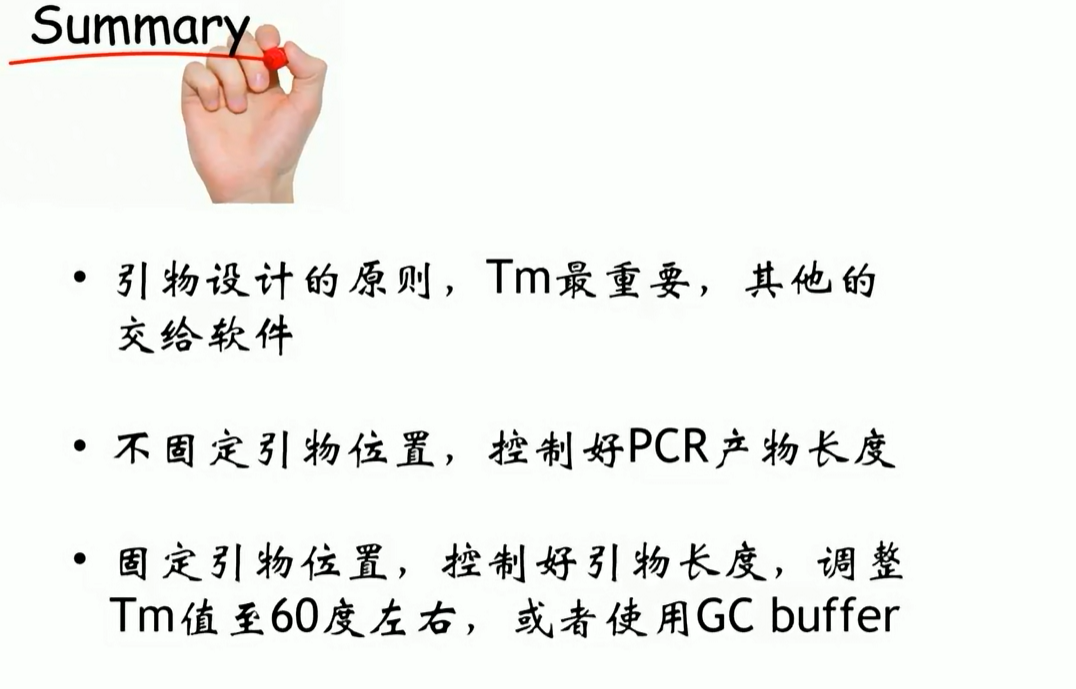 Summary
• 引物设计的原则，Tm最重要，其他的
交给软件
• 不固定引物位置，控制好PCR产物长度
• 固定引物位置，控制好引物长度，调整
Tm值至60度左右，或者使用GC buffer